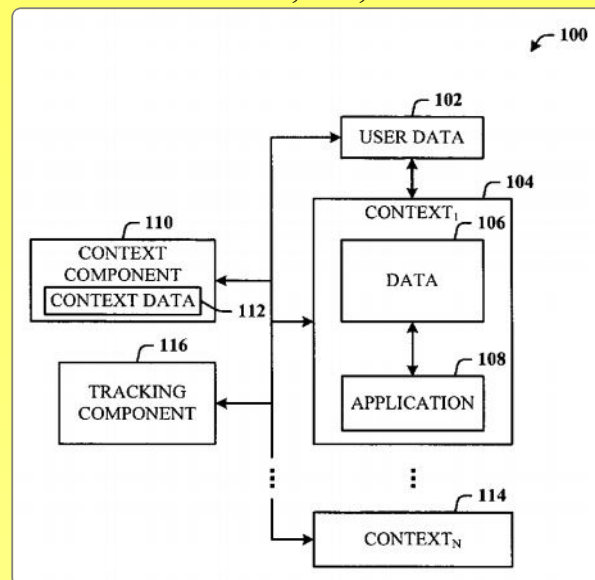 100
102
USER DATA
104
CONTEXT1
106
110
CONTEXT
COMPONENT
DATA
CONTEXT DATA
112
116
108
TRACKING
COMPONENT
APPLICATION
114
CONTEXTN